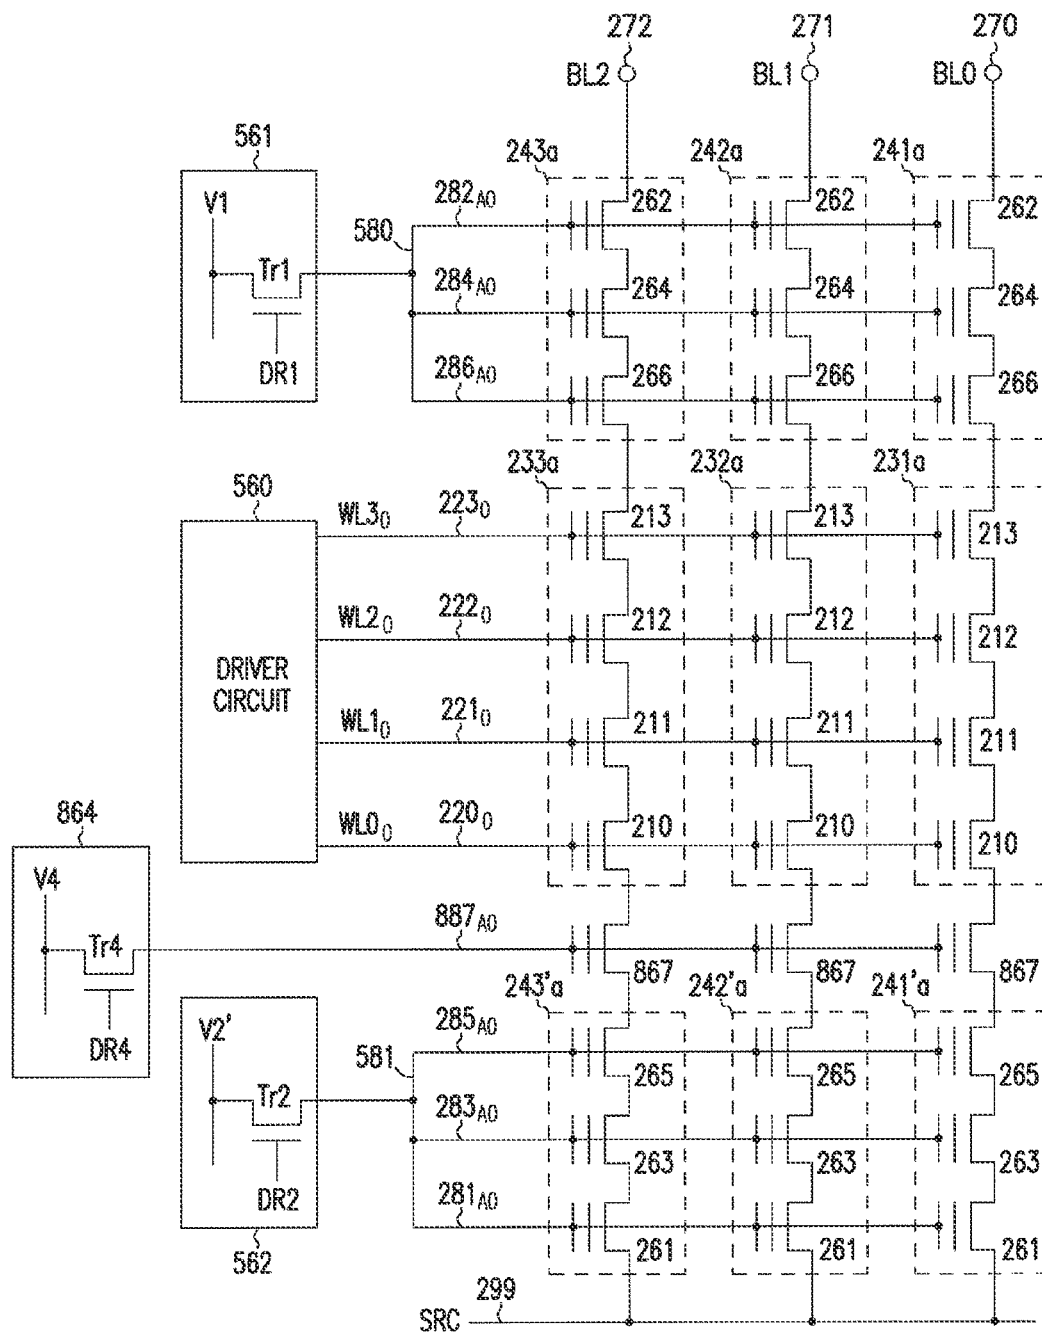 272 271 270
BL2 BL1 BL0
561 243a 242a 241a
V1 282A0 262 262 262
580
Tr1 284A0 264 264 264
DR1 286A0 266 266 266
233a 232a 231a
560 WL3₀ 223₀ 213 213 213
WL2₀ 222₀ 212 212 212
DRIVER
CIRCUIT
WL1₀ 221₀ 211 211 211
864 WL0₀ 220₀ 210 210 210
V4 887A0
Tr4 867 867 867
243'a 242'a 241'a
V2' 285A0
DR4 581 265 265 265
Tr2 283A0
263 263 263
DR2 281A0
562 261 261 261
299
SRC